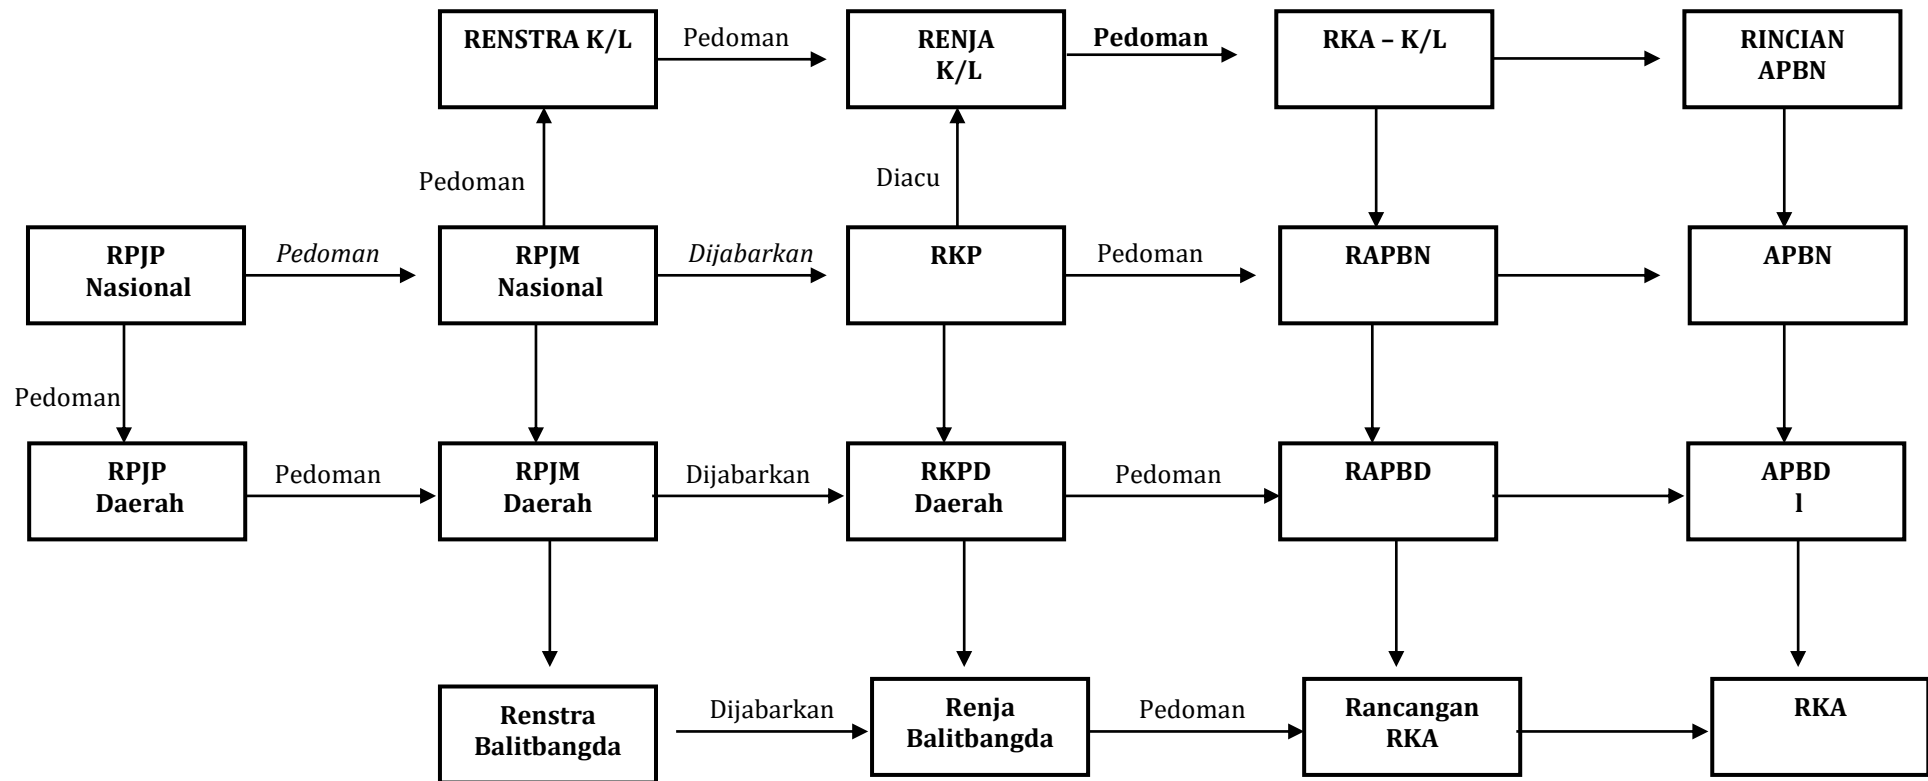 RENSTRA K/L
Pedoman
RENJA
K/L
Pedoman
RKA – K/L
RINCIAN
APBN
Pedoman
Diacu
RPJP
Nasional
Pedoman
RPJM
Nasional
Dijabarkan
RKP
Pedoman
RAPBN
APBN
Pedoman
RPJP
Daerah
Pedoman
RPJM
Daerah
Dijabarkan
RKPD
Daerah
Pedoman
RAPBD
APBD
l
Renstra
Balitbangda
Dijabarkan
Renja
Balitbangda
Pedoman
Rancangan
RKA
RKA